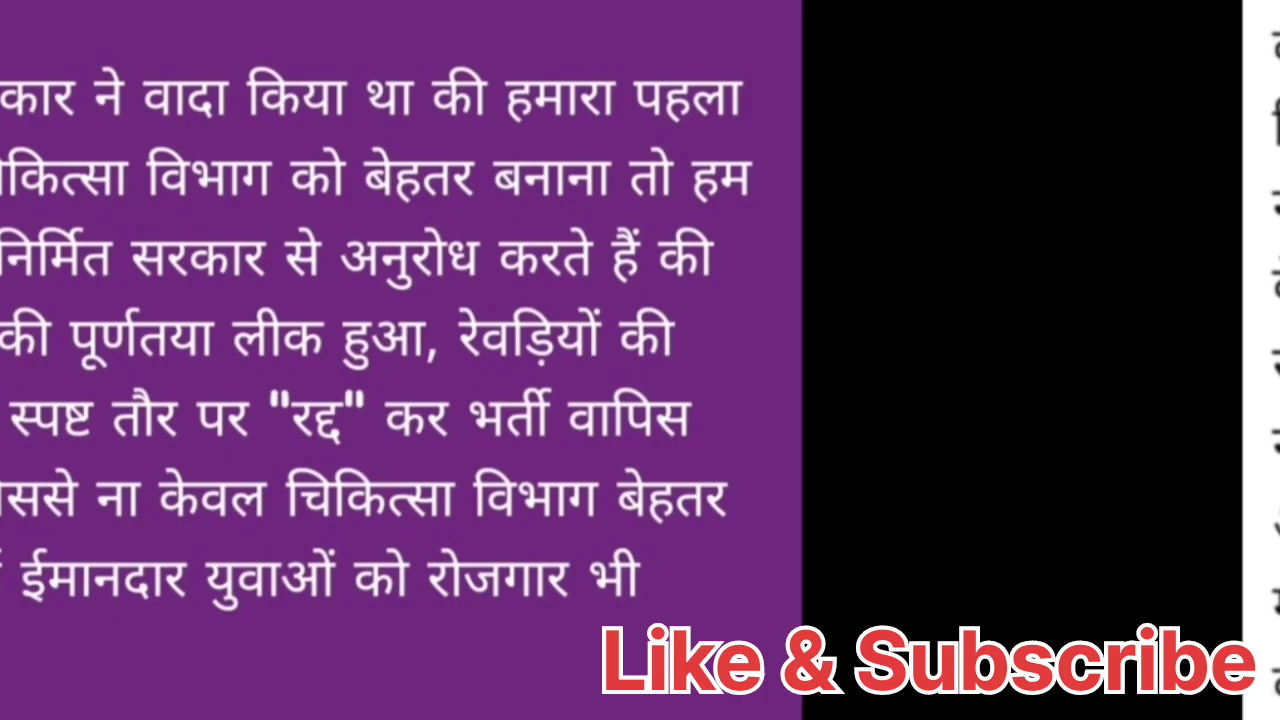 ने वादा किया था की हमारा पहला
विभाग को बेहतर बनाना तो हम
सरकार से अनुरोध करते हैं की
की पूर्णतया लीक हुआ, रेवड़ियों की
स्पष्ट तौर पर "रद्द" कर भर्ती वापिस
ना केवल चिकित्सा विभाग बेहतर
ईमानदार युवाओं को रोजगार भी
Like & Subscribe